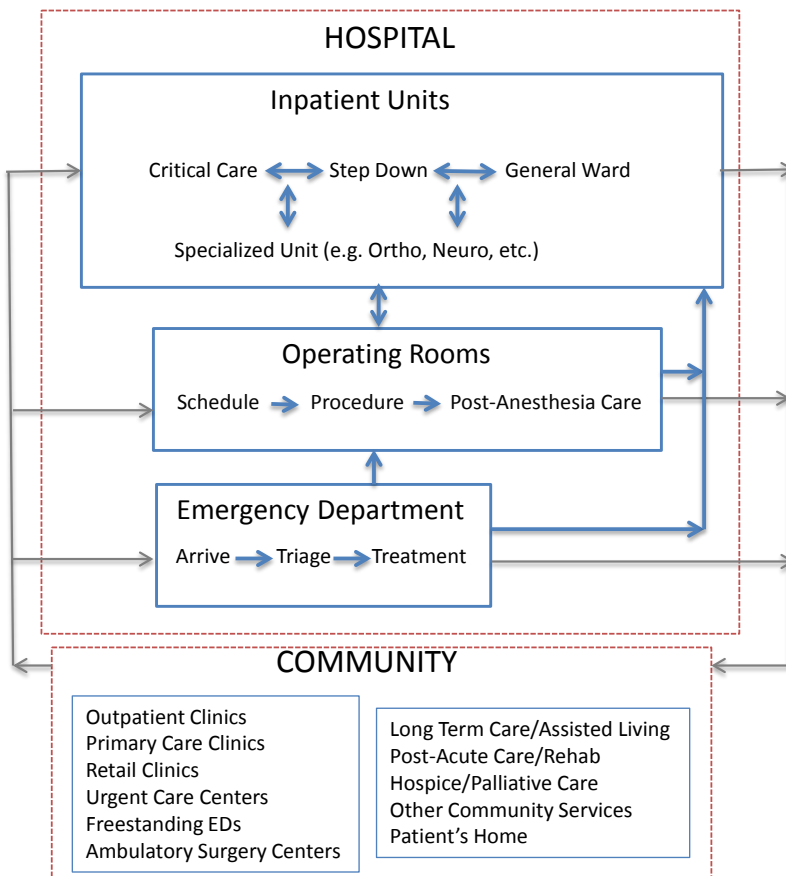 HOSPITAL
Inpatient Units
Critical Care Step Down General Ward
Specialized Unit (e.g. Ortho, Neuro, etc.)
Operating Rooms
Schedule Procedure Post-Anesthesia Care
Emergency Department
Arrive Triage Treatment
COMMUNITY
Outpatient Clinics
Primary Care Clinics
Retail Clinics
Urgent Care Centers
Freestanding EDs
Ambulatory Surgery Centers
Long Term Care/Assisted Living
Post-Acute Care/Rehab
Hospice/Palliative Care
Other Community Services
Patient’s Home